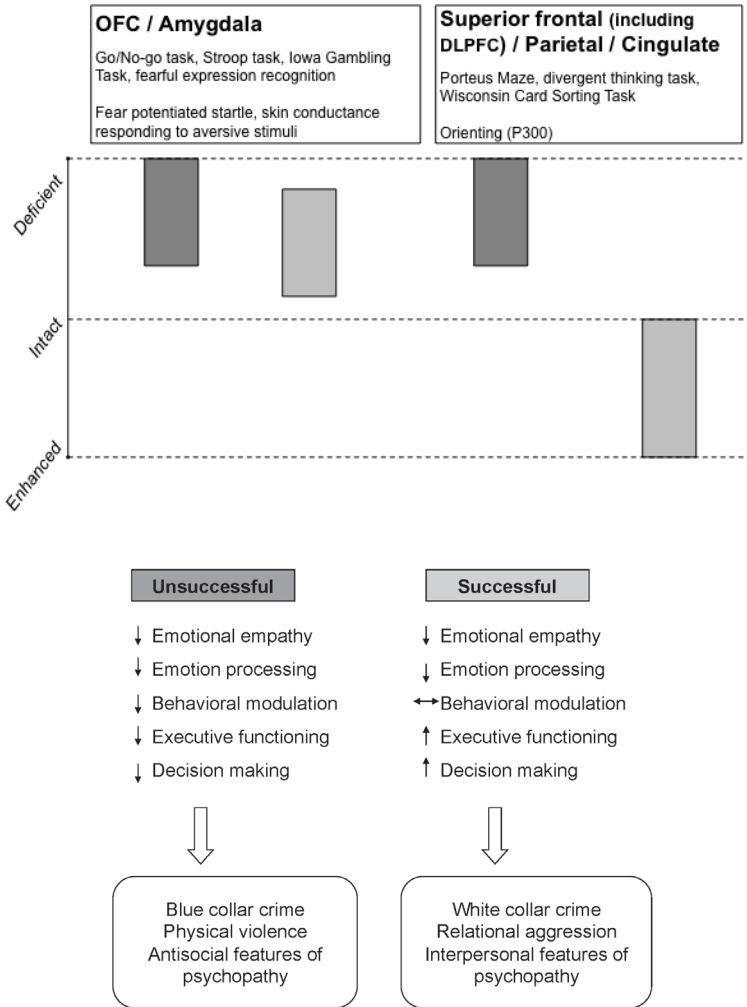 OFC / Amygdala
Go/No-go task, Stroop task, Iowa Gambling
Task, fearful expression recognition
Fear potentiated startle, skin conductance
responding to aversive stimuli
Superior frontal (including
DLPFC) / Parietal / Cingulate
Porteus Maze, divergent thinking task,
Wisconsin Card Sorting Task
Orienting (P300)
Deficient
Intact
Enhanced
Unsuccessful
↓ Emotional empathy
↓ Emotion processing
↓ Behavioral modulation
↓ Executive functioning
↓ Decision making
Blue collar crime
Physical violence
Antisocial features of
psychopathy
Successful
↓ Emotional empathy
↓ Emotion processing
↔ Behavioral modulation
↑ Executive functioning
↑ Decision making
White collar crime
Relational aggression
Interpersonal features of
psychopathy